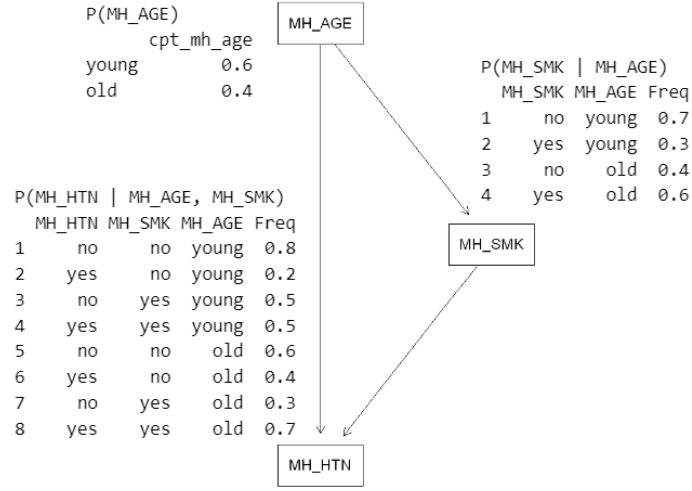 P(MH_AGE)
cpt_mh_age
young 0.6
old 0.4
MH_AGE
P(MH_SMK | MH_AGE)
MH_SMK MH_AGE Freq
1 no young 0.7
2 yes young 0.3
3 no old 0.4
4 yes old 0.6
P(MH_HTN | MH_AGE, MH_SMK)
MH_HTN MH_SMK MH_AGE Freq
1 no no young 0.8
2 yes no young 0.2
3 no yes young 0.5
4 yes yes young 0.5
5 no no old 0.6
6 yes no old 0.4
7 no yes old 0.3
8 yes yes old 0.7
MH_SMK
MH_HTN